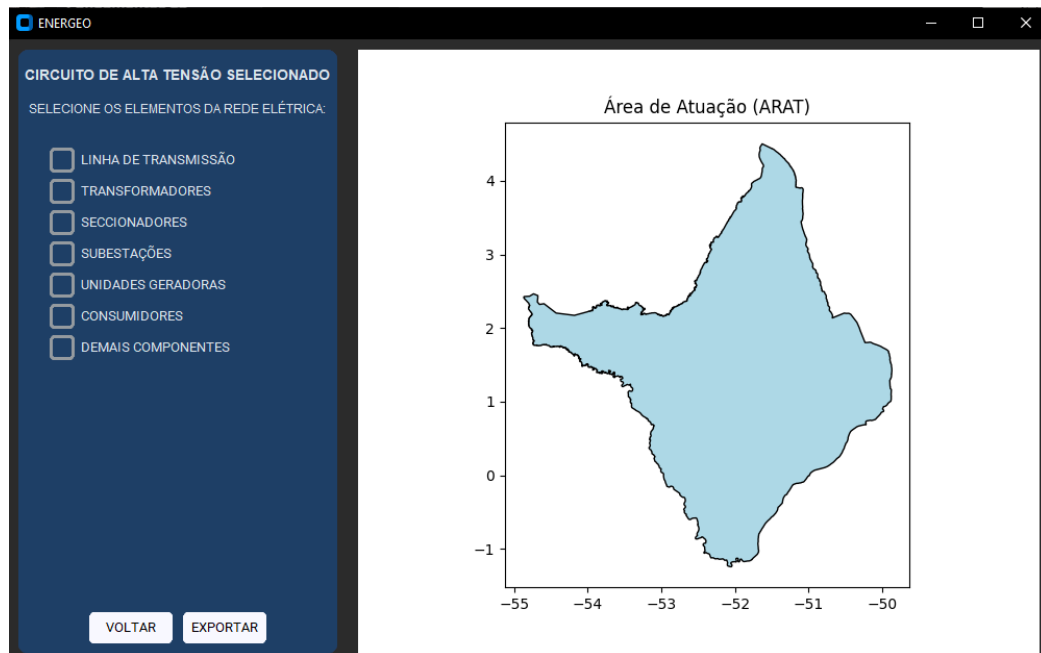 ENERGEO
CIRCUITO DE ALTA TENSÃO SELECIONADO
SELECIONE OS ELEMENTOS DA REDE ELÉTRICA:
LINHA DE TRANSMISSÃO
TRANSFORMADORES
SECCIONADORES
SUBESTAÇÕES
UNIDADES GERADORAS
CONSUMIDORES
DEMAIS COMPONENTES
VOLTAR EXPORTAR
Área de Atuação (ARAT)
4
3
2
1
0
−1
−55 −54 −53 −52 −51 −50